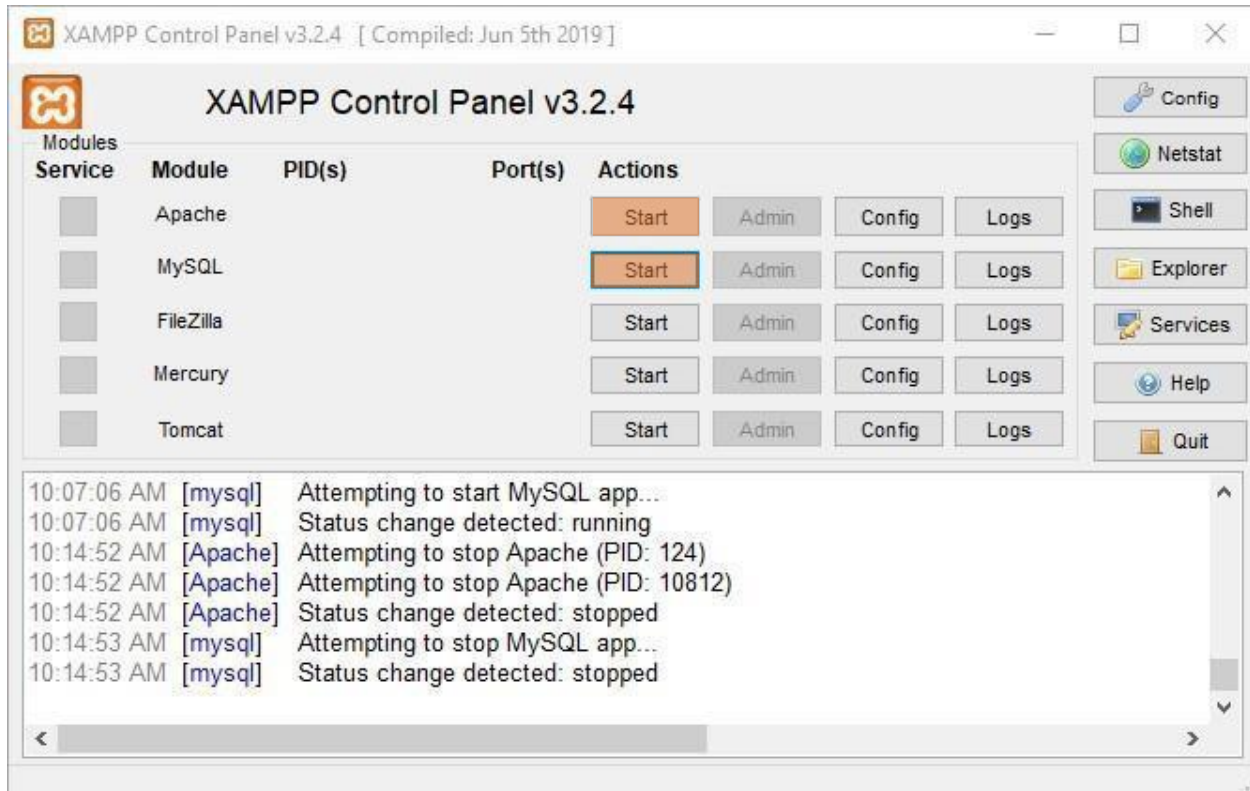 XAMPP Control Panel v3.2.4 [ Compiled: Jun 5th 2019 ]
XAMPP Control Panel v3.2.4
Config
Modules
Service Module PID(s) Port(s) Actions
Netstat
Apache Start Admin Config Logs
Shell
MySQL Start Admin Config Logs
Explorer
FileZilla Start Admin Config Logs
Services
Mercury Start Admin Config Logs
Help
Tomcat Start Admin Config Logs
Quit
10:07:06 AM [mysql] Attempting to start MySQL app...
10:07:06 AM [mysql] Status change detected: running
10:14:52 AM [Apache] Attempting to stop Apache (PID: 124)
10:14:52 AM [Apache] Attempting to stop Apache (PID: 10812)
10:14:52 AM [Apache] Status change detected: stopped
10:14:53 AM [mysql] Attempting to stop MySQL app...
10:14:53 AM [mysql] Status change detected: stopped